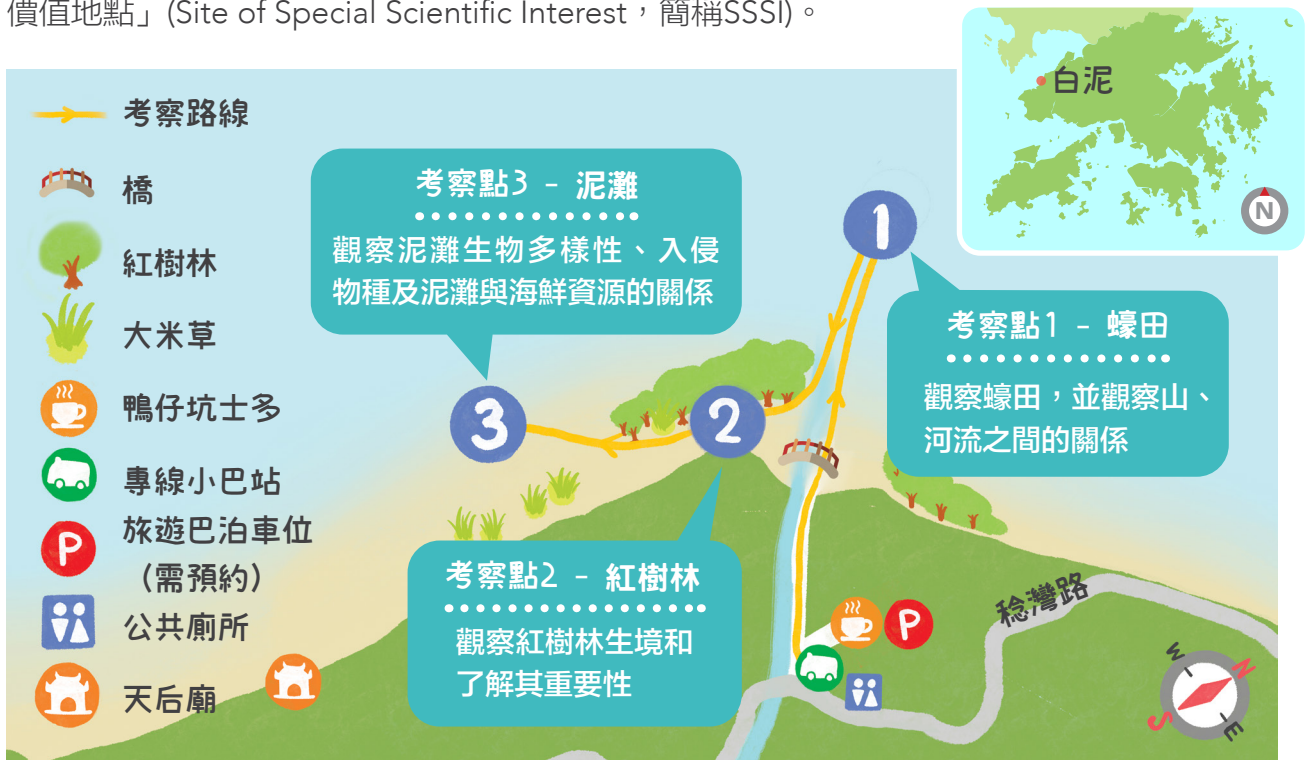 價值地點」(Site of Special Scientific Interest，簡稱SSSI)。
白泥
N
考察路線
橋
紅樹林
大米草
鴨仔坑士多
專線小巴站
P
旅遊巴泊車位
（需預約）
公共廁所
天后廟
考察點3 - 泥灘
觀察泥灘生物多樣性、入侵
物種及泥灘與海鮮資源的關係
1
考察點1 - 蠔田
觀察蠔田，並觀察山、
河流之間的關係
3
2
考察點2 - 紅樹林
觀察紅樹林生境和
了解其重要性
P
稔灣路
W
N
S
E